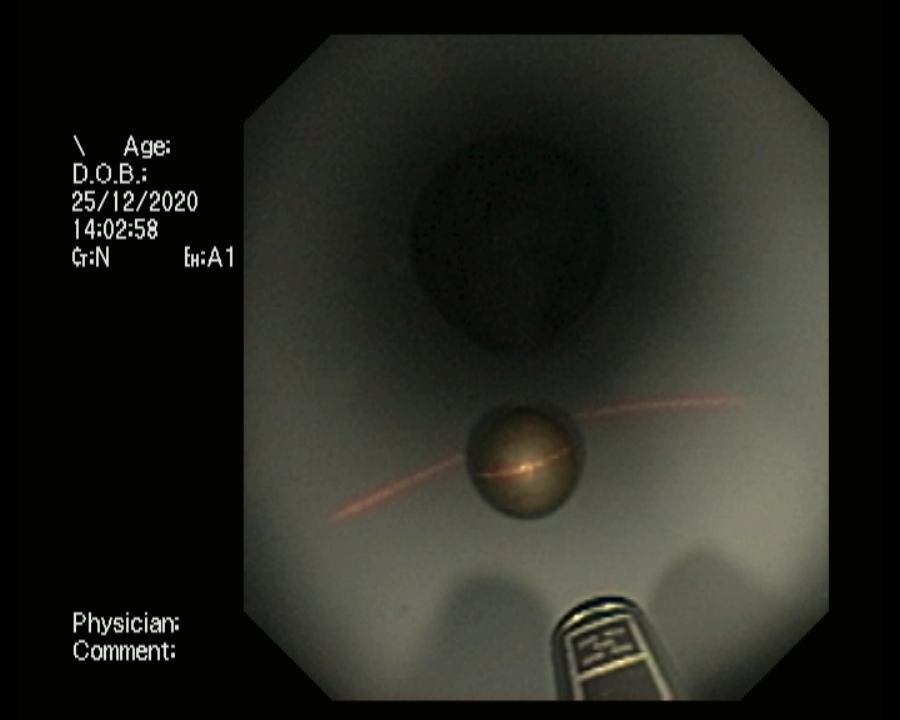 \ Age:
D.O.B.:
25/12/2020
14:02:58
Cr:N EH:A1
Physician:
Comment: